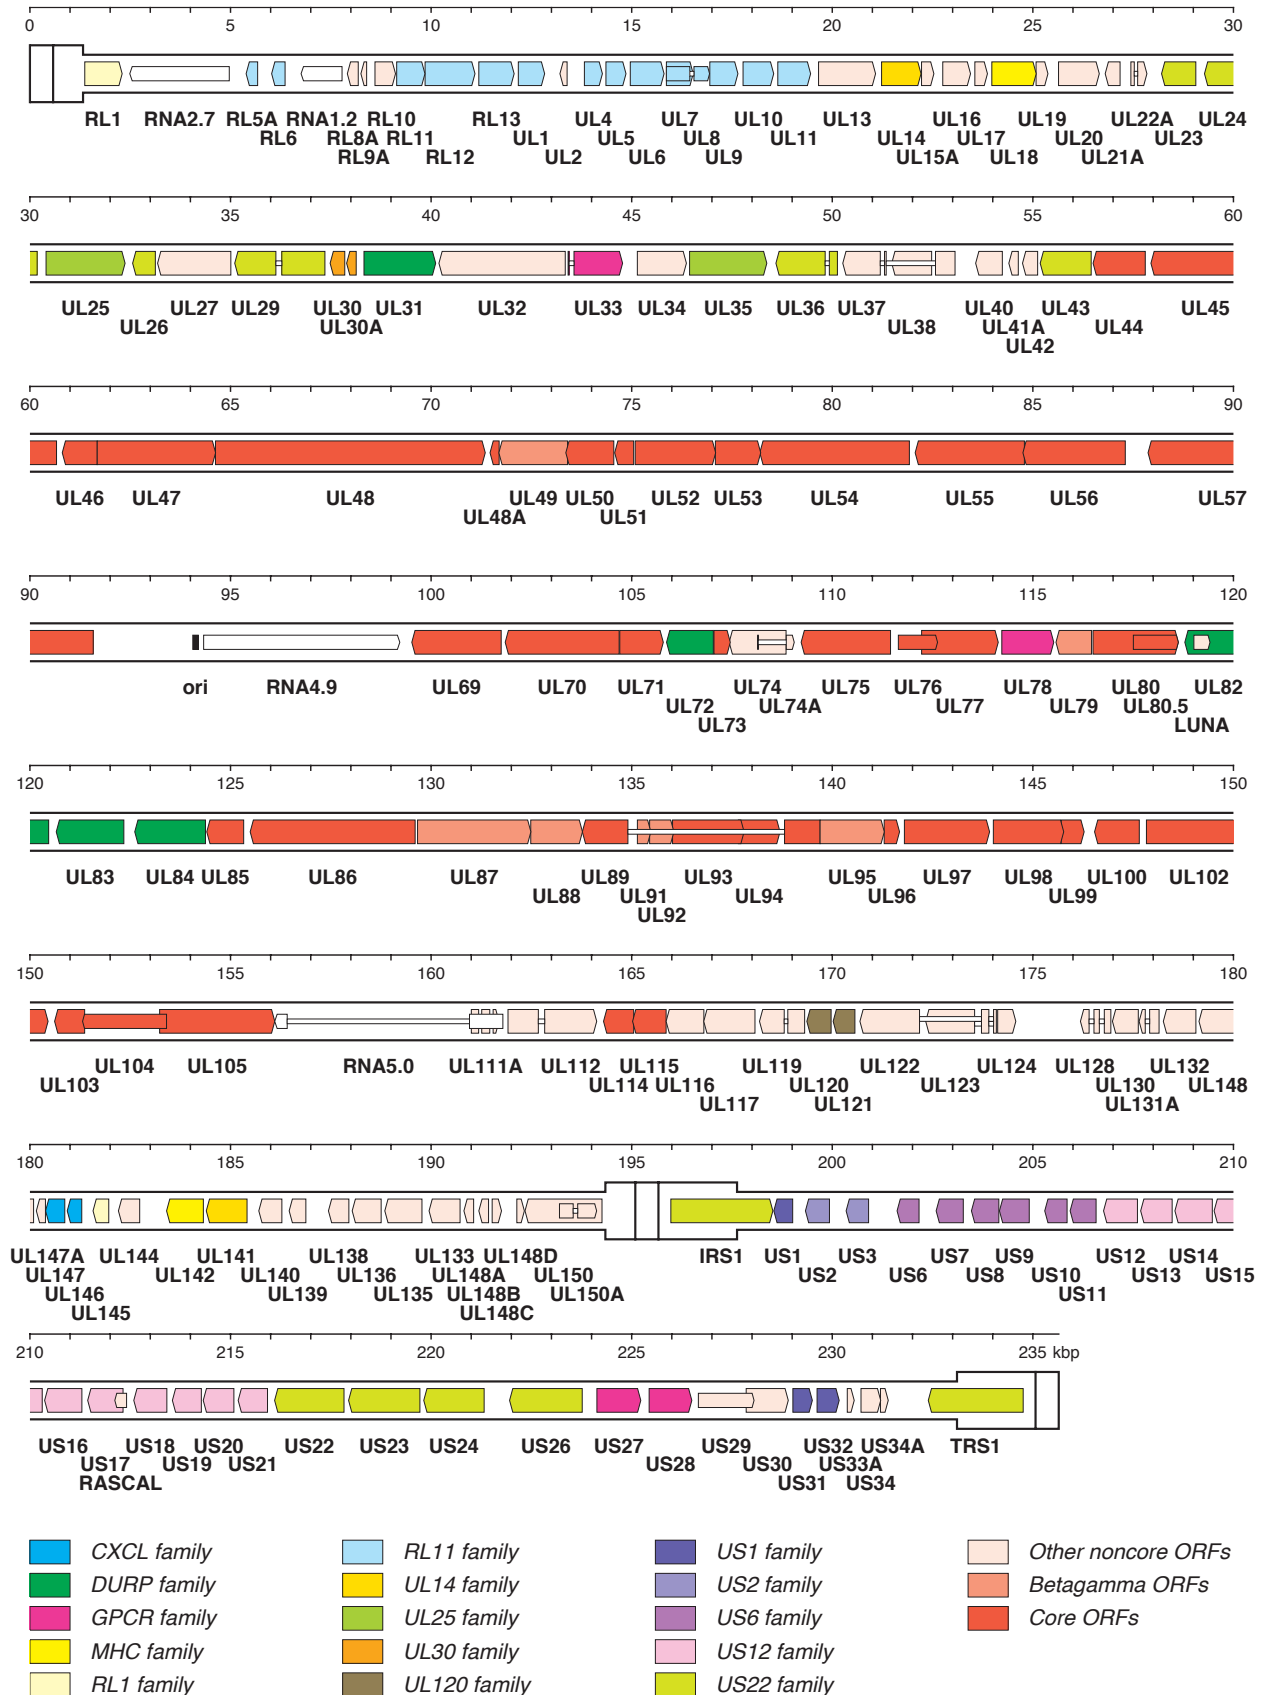 0 5 10 15 20 25 30
RL1 RNA2.7 RL5A RNA1.2 RL10 RL13 UL4 UL7 UL10 UL13 UL16 UL19 UL22A UL24
RL6 RL8A RL11 UL1 UL5 UL8 UL11 UL14 UL17 UL20 UL23
RL9A RL12 UL2 UL6 UL9 UL15A UL18 UL21A
30 35 40 45 50 55 60
UL25 UL27 UL29 UL30 UL31 UL32 UL33 UL34 UL35 UL36 UL37 UL40 UL43 UL45
UL26 UL30A UL38 UL41A UL44
UL42
60 65 70 75 80 85 90
UL46 UL47 UL48 UL49 UL50 UL52 UL53 UL54 UL55 UL56 UL57
UL48A UL51
90 95 100 105 110 115 120
ori RNA4.9 UL69 UL70 UL71 UL74 UL75 UL76 UL78 UL80 UL82
UL72 UL74A UL77 UL79 UL80.5
UL73 LUNA
120 125 130 135 140 145 150
UL83 UL84 UL85 UL86 UL87 UL89 UL93 UL95 UL97 UL98 UL100 UL102
UL88 UL91 UL94 UL96 UL99
UL92
150 155 160 165 170 175 180
UL104 UL105 RNA5.0 UL111A UL112 UL115 UL119 UL122 UL124 UL128 UL132
UL103 UL114 UL116 UL120 UL123 UL130 UL148
UL117 UL121 UL131A
180 185 190 195 200 205 210
UL147A UL144 UL141 UL138 UL133 UL148D IRS1 US1 US3 US7 US9 US12 US14
UL147 UL142 UL140 UL136 UL148A UL150 US2 US6 US8 US10 US13 US15
UL146 UL139 UL135 UL148B UL150A US11
UL145 UL148C
210 215 220 225 230 235 kbp
US16 US18 US20 US22 US23 US24 US26 US27 US29 US32 US34A TRS1
US17 US19 US21 US28 US30 US33A
RASCAL US31 US34
CXCL family RL11 family US1 family Other noncore ORFs
DURP family UL14 family US2 family Betagamma ORFs
GPCR family UL25 family US6 family Core ORFs
MHC family UL30 family US12 family
RL1 family UL120 family US22 family